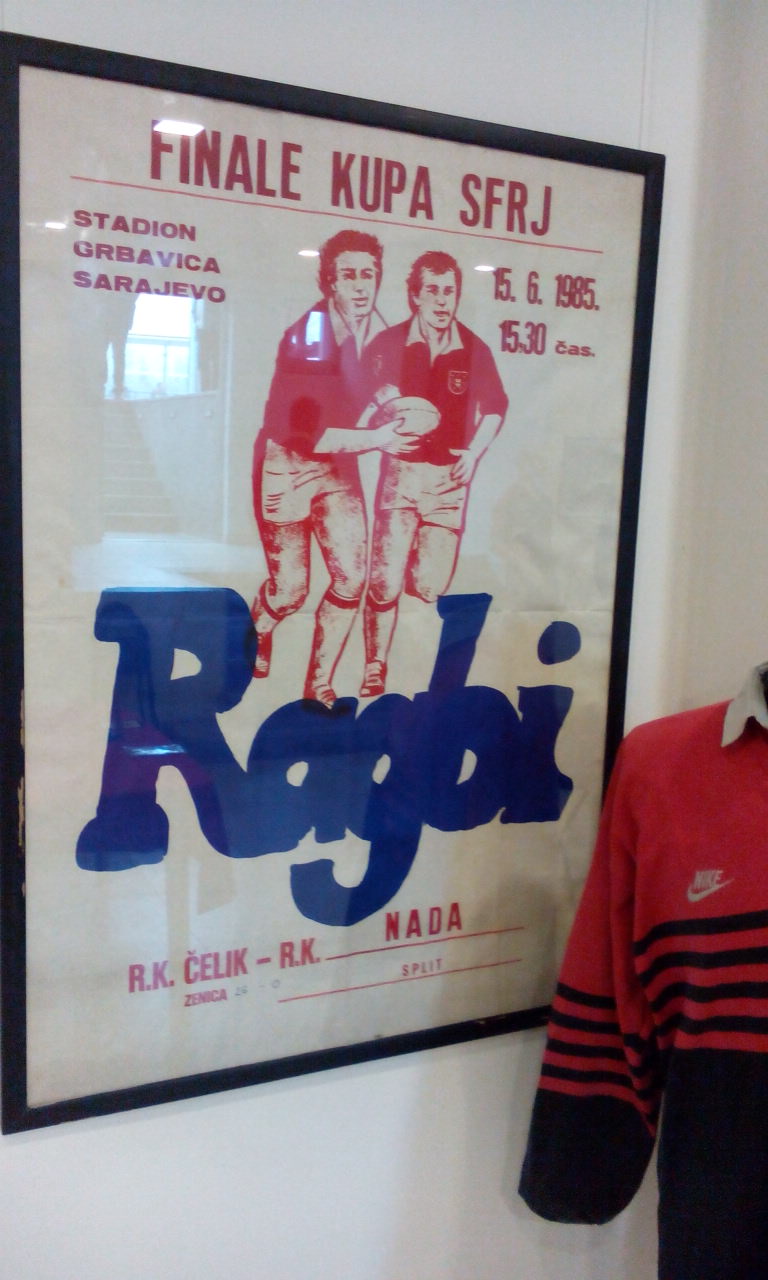 FINALE KUPA SFRJ
STADION
GRBAVICA
SARAJEVO
15. 6. 1985.
15,30 čas.
Ragbi
R.K. ČELIK – R.K. NADA
ZENICA SPLIT
NIKE